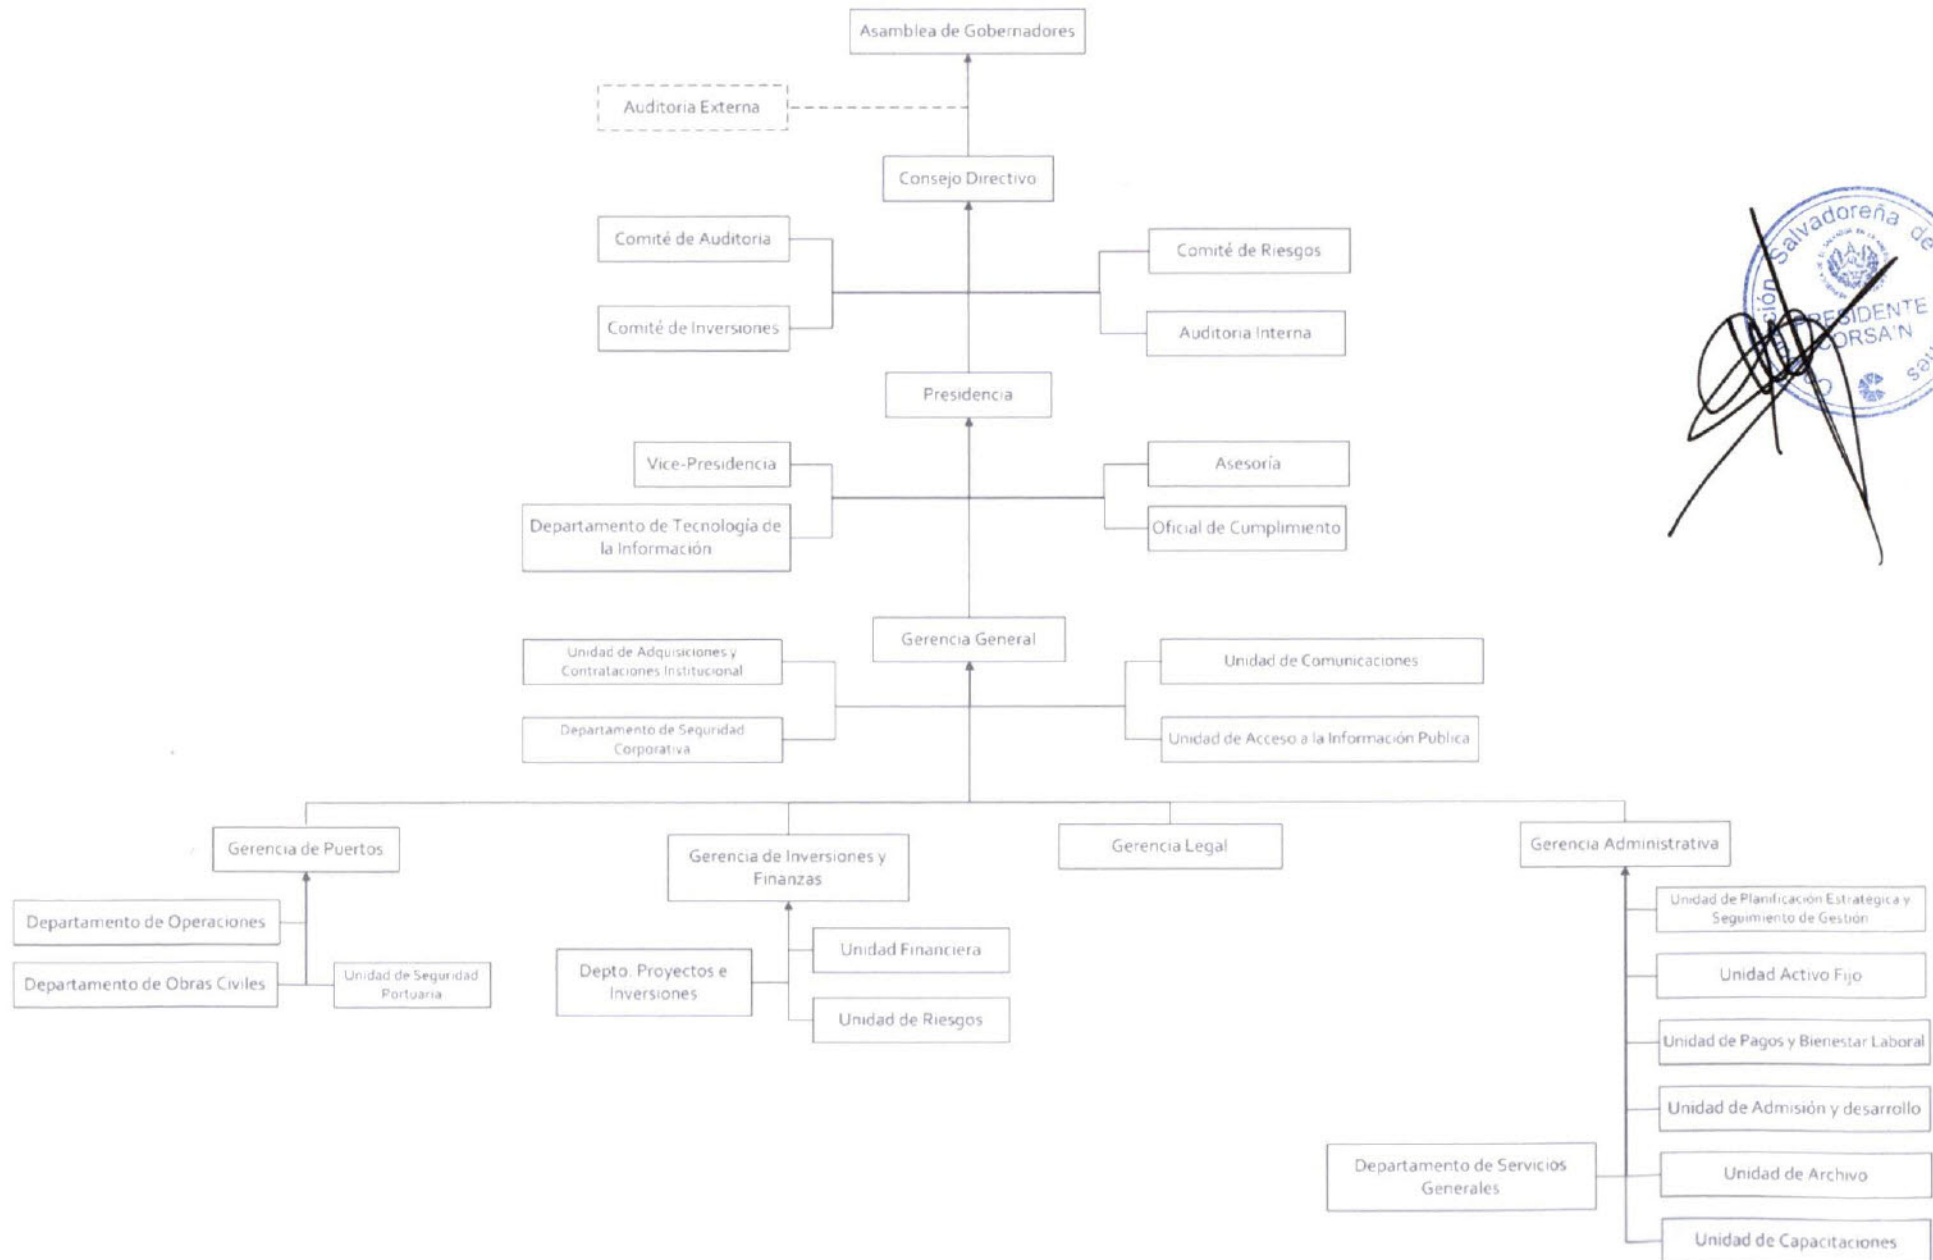 Asamblea de Gobernadores
Auditoria Externa
Consejo Directivo
Comité de Auditoria
Comité de Riesgos
Comité de Inversiones
Auditoria Interna
Presidencia
Vice-Presidencia
Asesoría
Departamento de Tecnología de
la Información
Oficial de Cumplimiento
Gerencia General
Unidad de Adquisiciones y
Contrataciones Institucional
Unidad de Comunicaciones
Departamento de Seguridad
Corporativa
Unidad de Acceso a la Información Publica
Gerencia de Puertos
Gerencia de Inversiones y
Finanzas
Gerencia Legal
Gerencia Administrativa
Departamento de Operaciones
Departamento de Obras Civiles
Unidad de Seguridad
Portuaria
Depto. Proyectos e
Inversiones
Unidad Financiera
Unidad de Riesgos
Unidad de Planificación Estratégica y
Seguimiento de Gestión
Unidad Activo Fijo
Unidad de Pagos y Bienestar Laboral
Unidad de Admisión y desarrollo
Departamento de Servicios
Generales
Unidad de Archivo
Unidad de Capacitaciones
Salvadoreña de
PRESIDENTE
CORSAIN